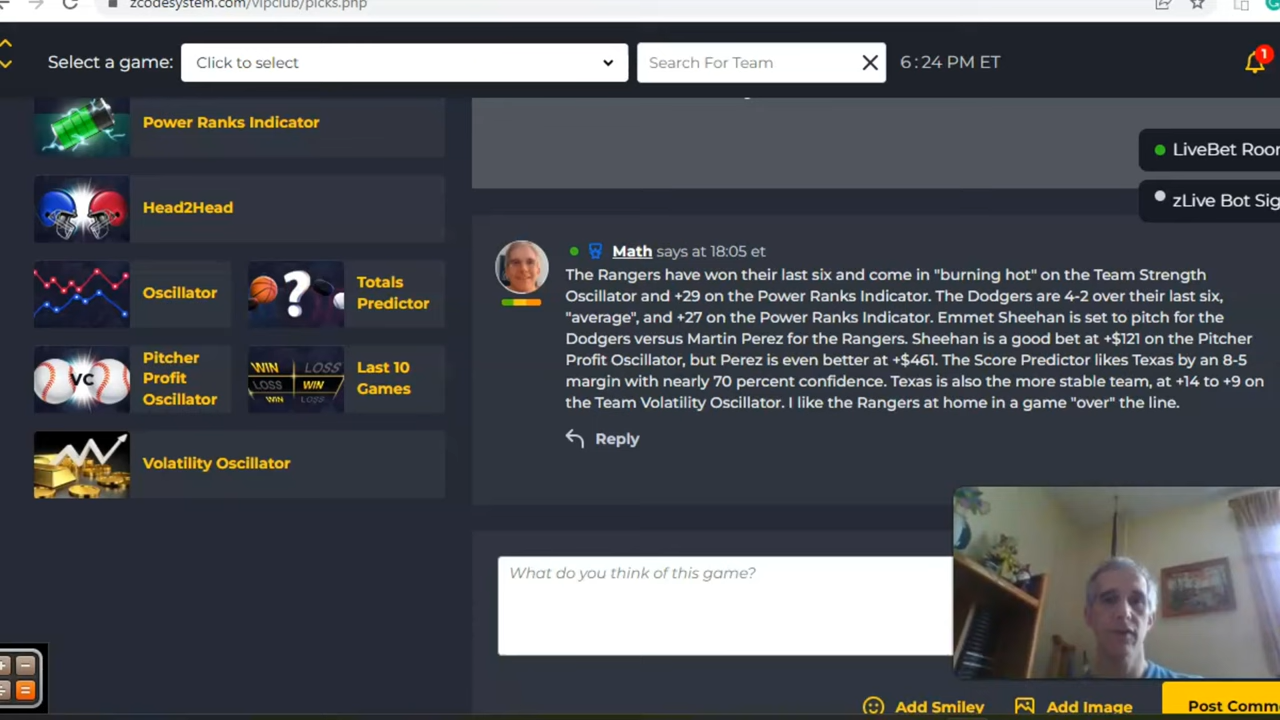 zcodesystem.com/vipclub/picks.php
Select a game:
Click to select
Search For Team
6:24 PM ET
1
Power Ranks Indicator
LiveBet Roo
zLive Bot Sig
Head2Head
Oscillator
Totals
Predictor
Pitcher
Profit
Oscillator
VC
WIN LOSS
LOSS WIN
WIN LOSS
Last 10
Games
Volatility Oscillator
Math says at 18:05 et
The Rangers have won their last six and come in "burning hot" on the Team Strength
Oscillator and +29 on the Power Ranks Indicator. The Dodgers are 4-2 over their last six,
"average", and +27 on the Power Ranks Indicator. Emmet Sheehan is set to pitch for the
Dodgers versus Martin Perez for the Rangers. Sheehan is a good bet at +$121 on the Pitcher
Profit Oscillator, but Perez is even better at +$461. The Score Predictor likes Texas by an 8-5
margin with nearly 70 percent confidence. Texas is also the more stable team, at +14 to +9 on
the Team Volatility Oscillator. I like the Rangers at home in a game "over" the line.
Reply
What do you think of this game?
Add Smiley
Add Image
Post Comm